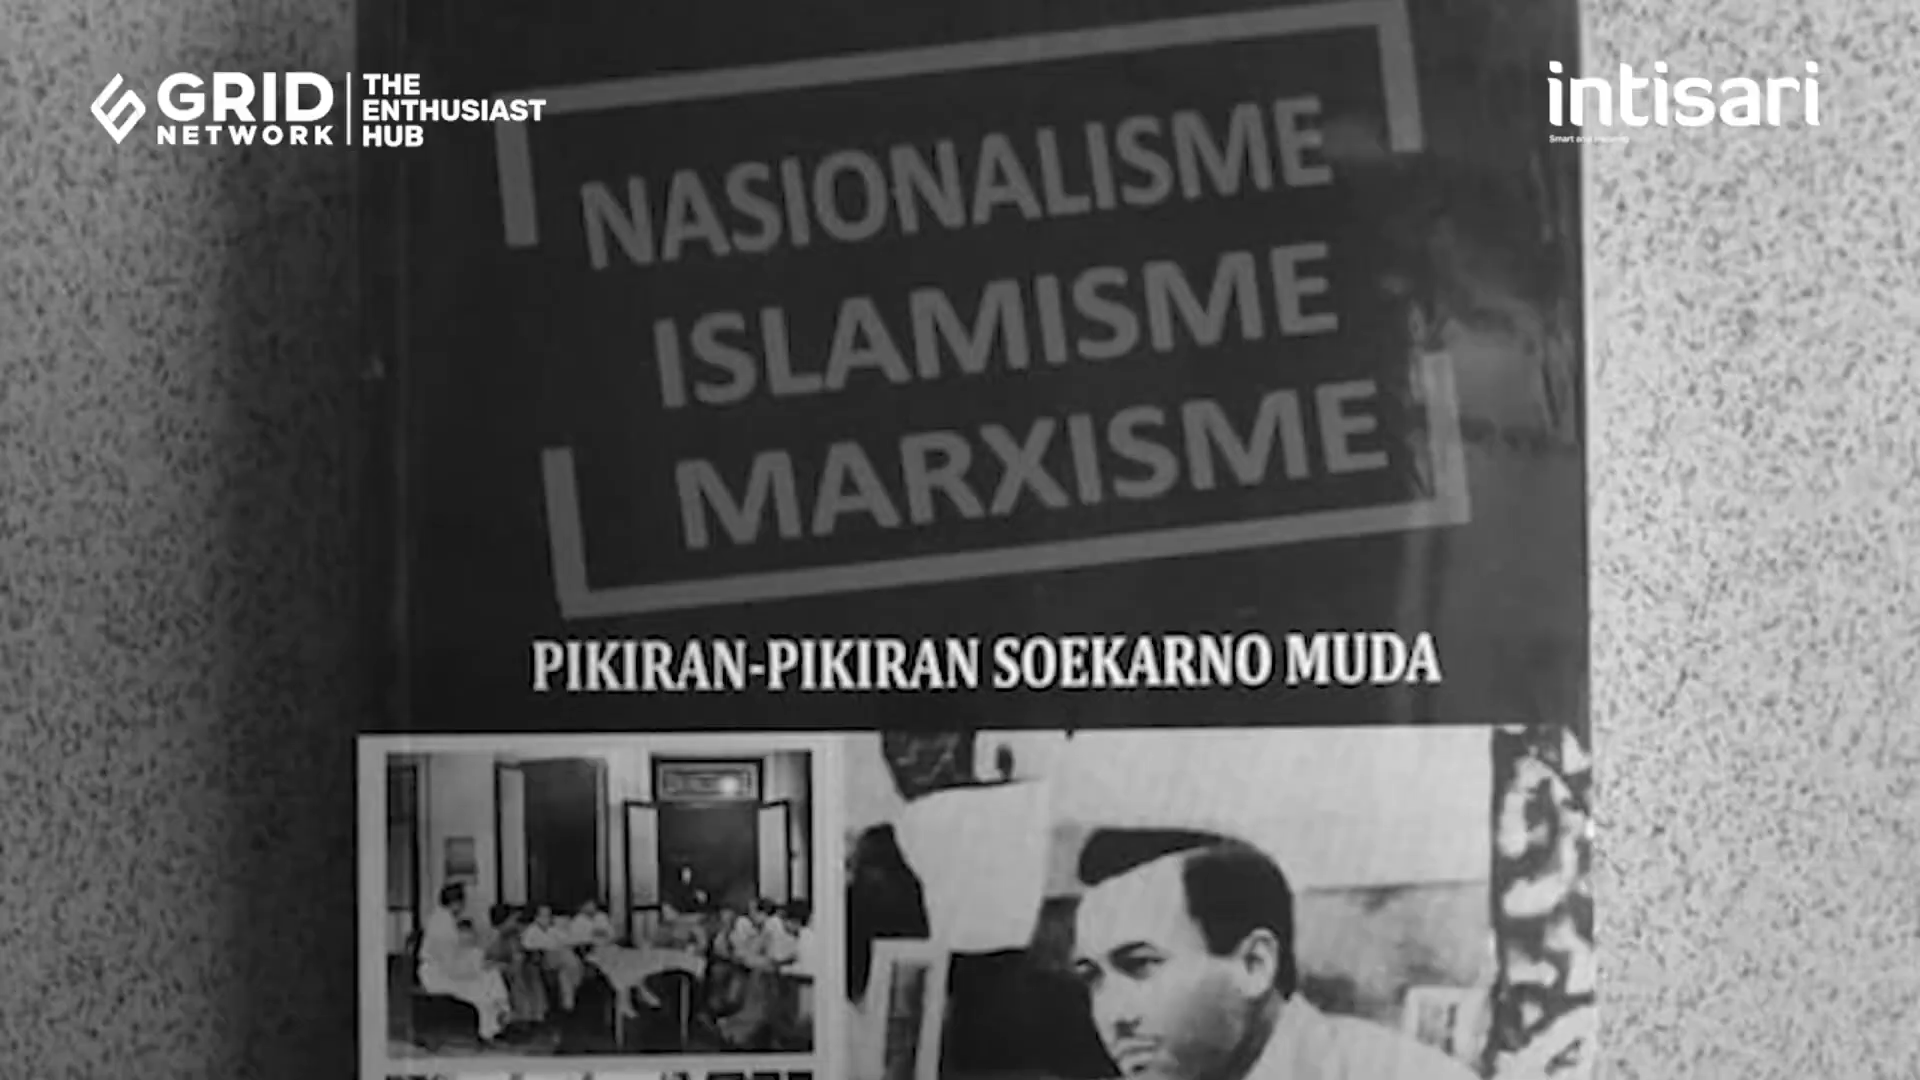 GRID
NETWORK
THE
ENTHUSIAST
HUB
intisari
NASIONALISME
ISLAMISME
MARXISME
PIKIRAN-PIKIRAN SOEKARNO MUDA